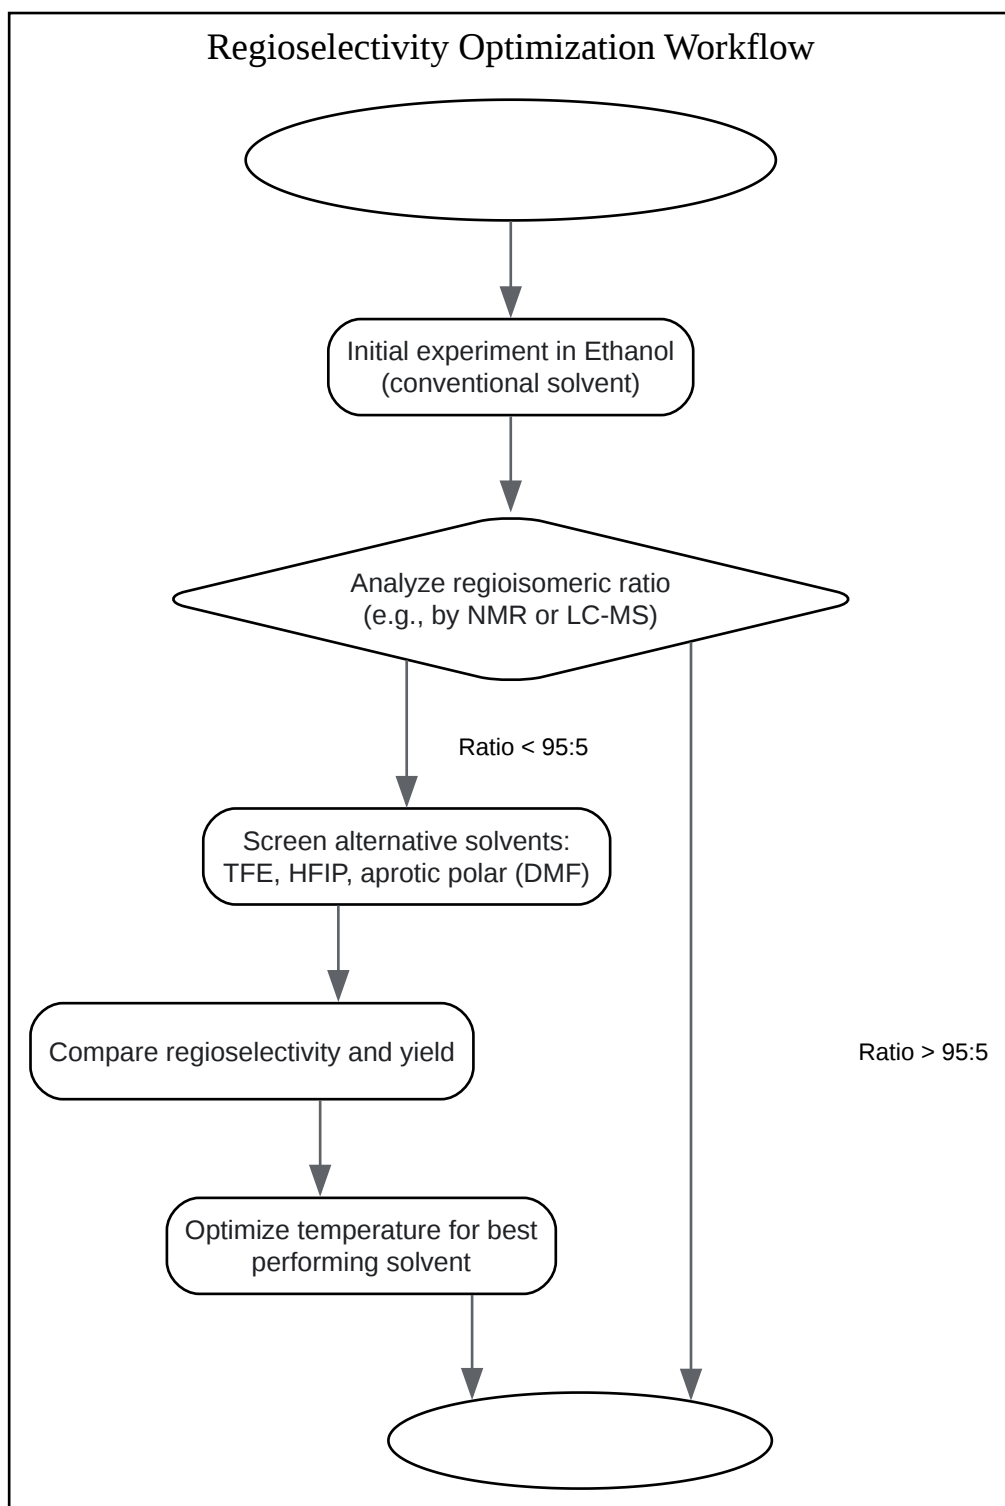 Regioselectivity Optimization Workflow
Initial experiment in Ethanol
(conventional solvent)
Analyze regioisomeric ratio
(e.g., by NMR or LC-MS)
Ratio < 95:5
Screen alternative solvents:
TFE, HFIP, aprotic polar (DMF)
Compare regioselectivity and yield
Ratio > 95:5
Optimize temperature for best
performing solvent